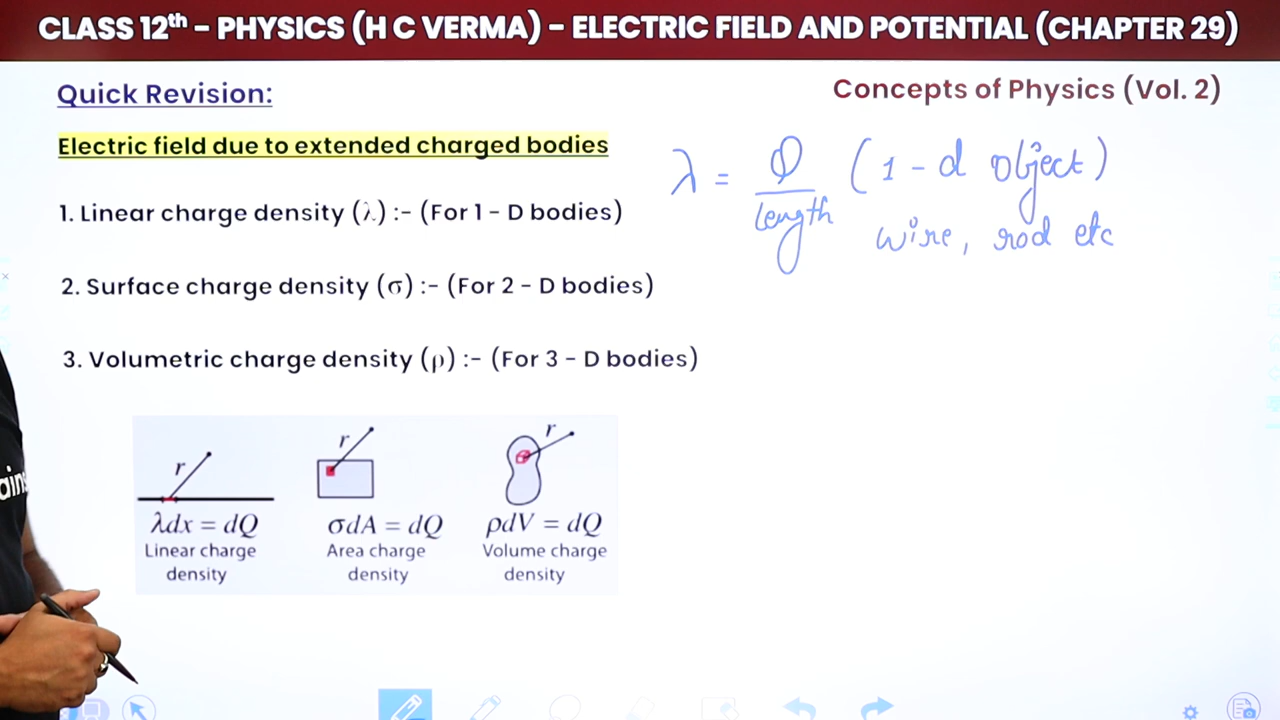 CLASS 12th - PHYSICS (H C VERMA) - ELECTRIC FIELD AND POTENTIAL (CHAPTER 29)
Quick Revision:
Concepts of Physics (Vol. 2)
Electric field due to extended charged bodies
λ = Q / length (1 - d object)
wire, rod etc
1. Linear charge density (λ) :- (For 1 - D bodies)
2. Surface charge density (σ) :- (For 2 - D bodies)
3. Volumetric charge density (ρ) :- (For 3 - D bodies)
r
r
r
λdx = dQ
Linear charge
density
σdA = dQ
Area charge
density
ρdV = dQ
Volume charge
density